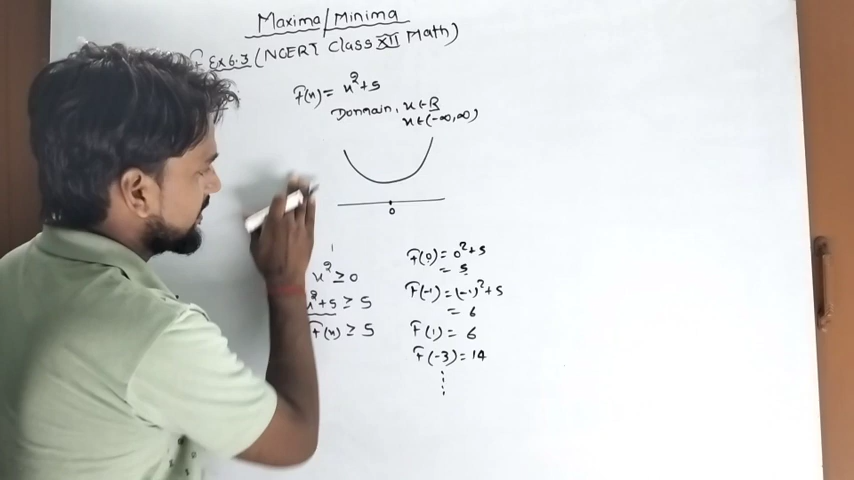 Maxima/Minima
Ex 6.3 (NCERT Class XII Math)
f(x) = x²+5
Donmain, x∈R
x∈(-∞,∞)
0
x² ≥ 0
x²+5 ≥ 5
f(x) ≥ 5
f(0) = 0²+5
= 5
f(-1) = (-1)²+5
= 6
f(1) = 6
f(-3) = 14